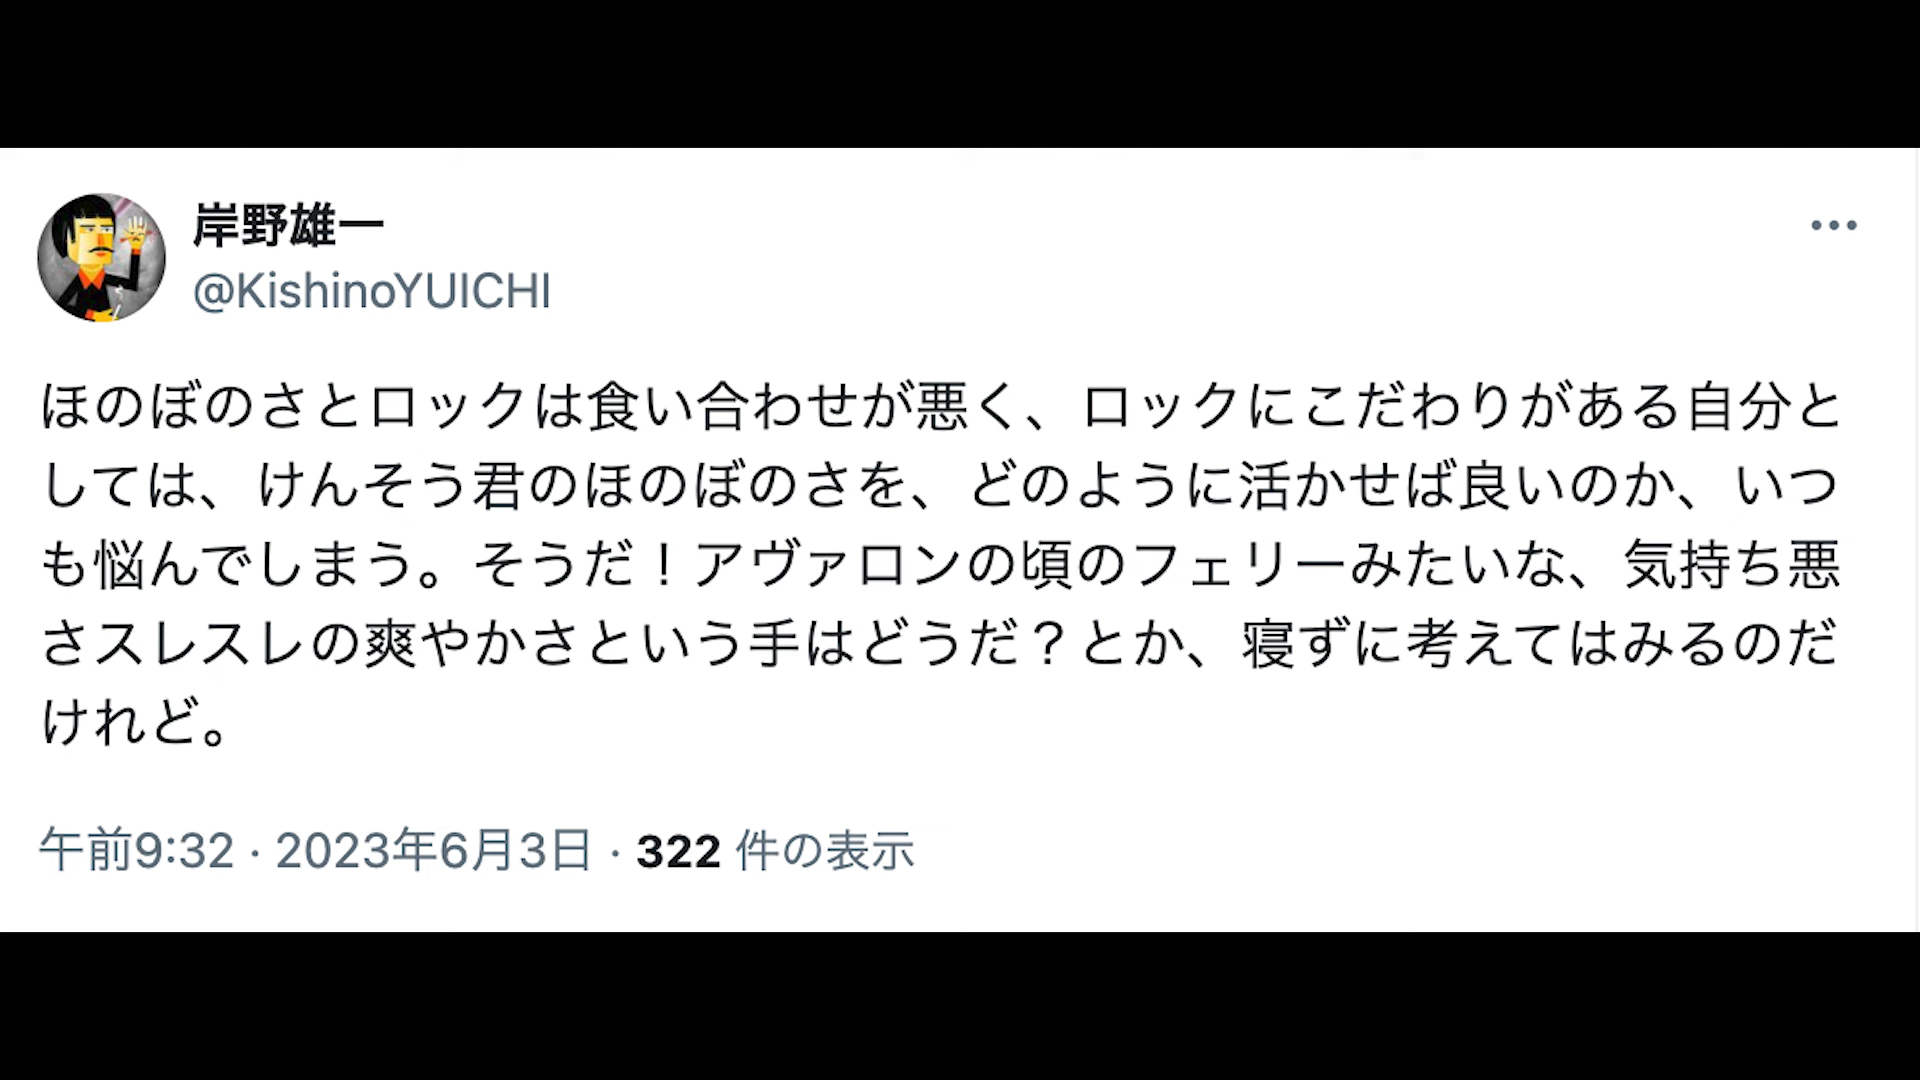 岸野雄一
@KishinoYUICHI
ほのぼのさとロックは食い合わせが悪く、ロックにこだわりがある自分と
しては、けんそう君のほのぼのさを、どのように活かせば良いのか、いつ
も悩んでしまう。そうだ！アヴァロンの頃のフェリーみたいな、気持ち悪
さスレスレの爽やかさという手はどうだ？とか、寝ずに考えてはみるのだ
けれど。
午前9:32 · 2023年6月3日 · 322 件の表示